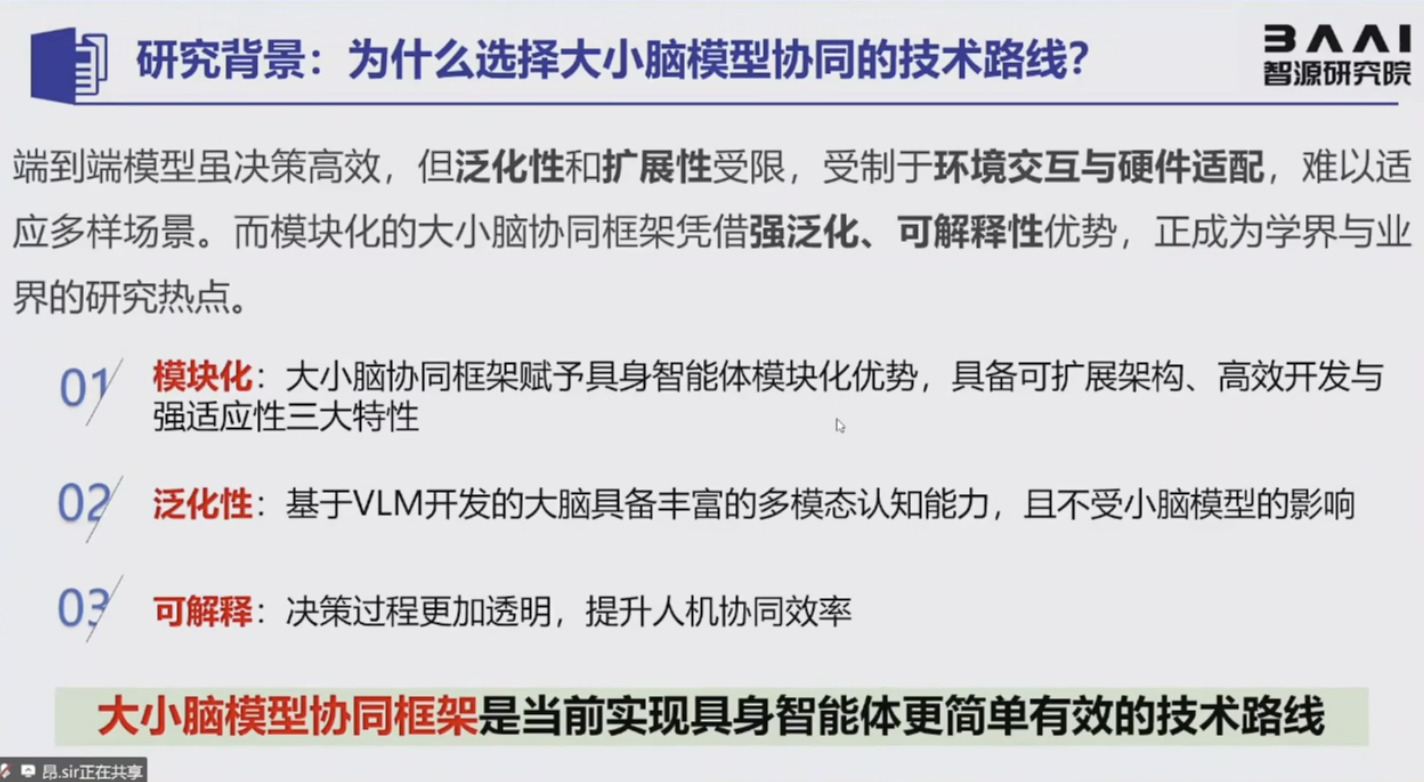 研究背景：为什么选择大小脑模型协同的技术路线？
BAAI
智源研究院
端到端模型虽决策高效，但泛化性和扩展性受限，受制于环境交互与硬件适配，难以适
应多样场景。而模块化的大小脑协同框架凭借强泛化、可解释性优势，正成为学界与业
界的研究热点。
01 模块化：大小脑协同框架赋予具身智能体模块化优势，具备可扩展架构、高效开发与
强适应性三大特性
02 泛化性：基于VLM开发的大脑具备丰富的多模态认知能力，且不受小脑模型的影响
03 可解释：决策过程更加透明，提升人机协同效率
大小脑模型协同框架是当前实现具身智能体更简单有效的技术路线
昂.sir正在共享